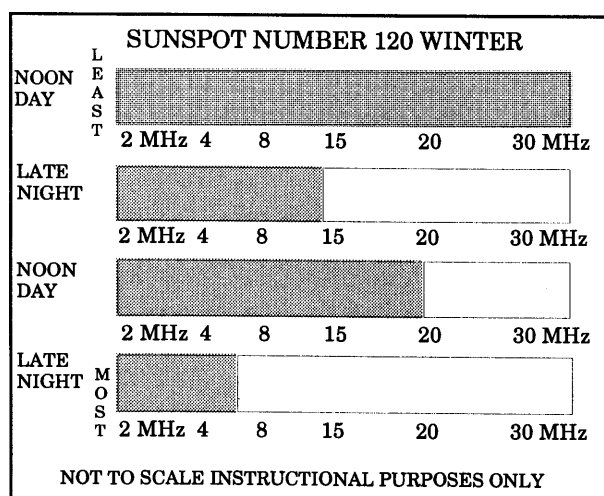 SUNSPOT NUMBER 120 WINTER
NOON
DAY
LEAST
2 MHz 4 8 15 20 30 MHz
LATE
NIGHT
2 MHz 4 8 15 20 30 MHz
NOON
DAY
2 MHz 4 8 15 20 30 MHz
LATE
NIGHT
MOST
2 MHz 4 8 15 20 30 MHz
NOT TO SCALE INSTRUCTIONAL PURPOSES ONLY